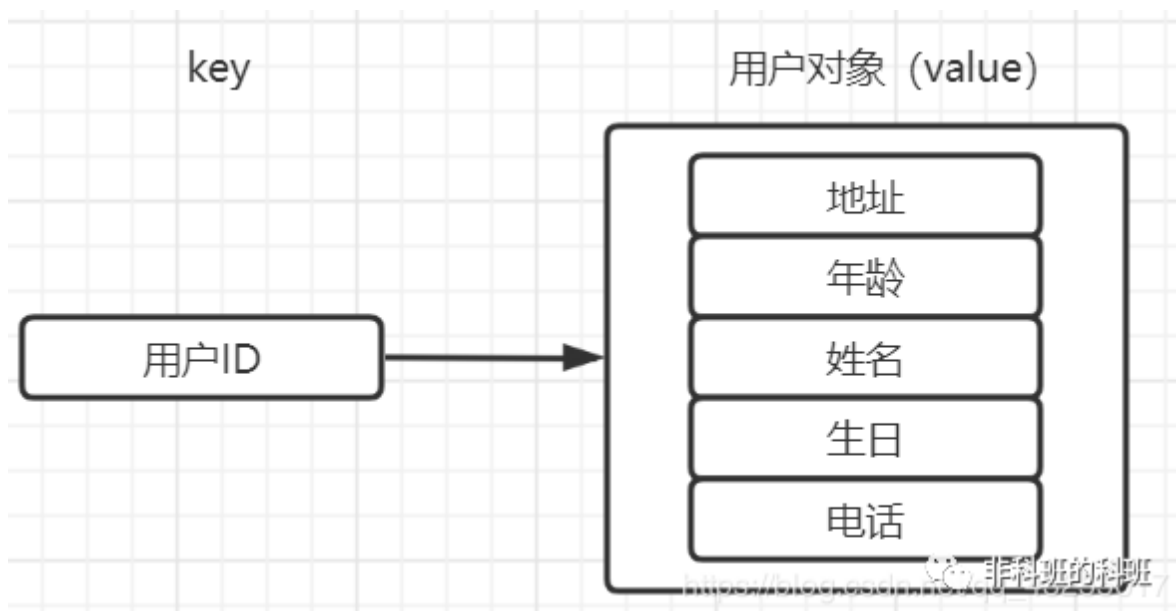 key
用户对象（value）
地址
年龄
用户ID
姓名
生日
电话
非科班的科班